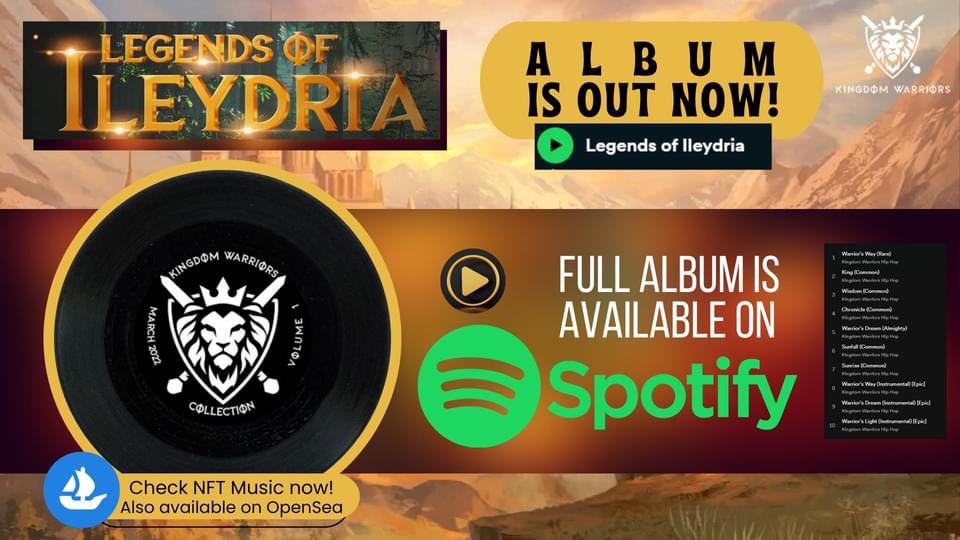 LEGENDS OF
ILEYDRIA
ALBUM
IS OUT NOW!
Legends of Ileydria
KINGDOM WARRIORS
KINGDOM WARRIORS
MARCH 2022
VOLUME 1
COLLECTION
FULL ALBUM IS
AVAILABLE ON
Spotify
1 Warrior's Way (Rare)
Kingdom Warriors Hip Hop
2 King (Common)
Kingdom Warriors Hip Hop
3 Wisdom (Common)
Kingdom Warriors Hip Hop
4 Chronicle (Common)
Kingdom Warriors Hip Hop
5 Warrior's Dream (Almighty)
Kingdom Warriors Hip Hop
6 Sunfall (Common)
Kingdom Warriors Hip Hop
7 Sunrise (Common)
Kingdom Warriors Hip Hop
8 Warrior's Way (Instrumental) [Epic]
Kingdom Warriors Hip Hop
9 Warrior's Dream (Instrumental) [Epic]
Kingdom Warriors Hip Hop
10 Warrior's Light (Instrumental) [Epic]
Kingdom Warriors Hip Hop
Check NFT Music now!
Also available on OpenSea